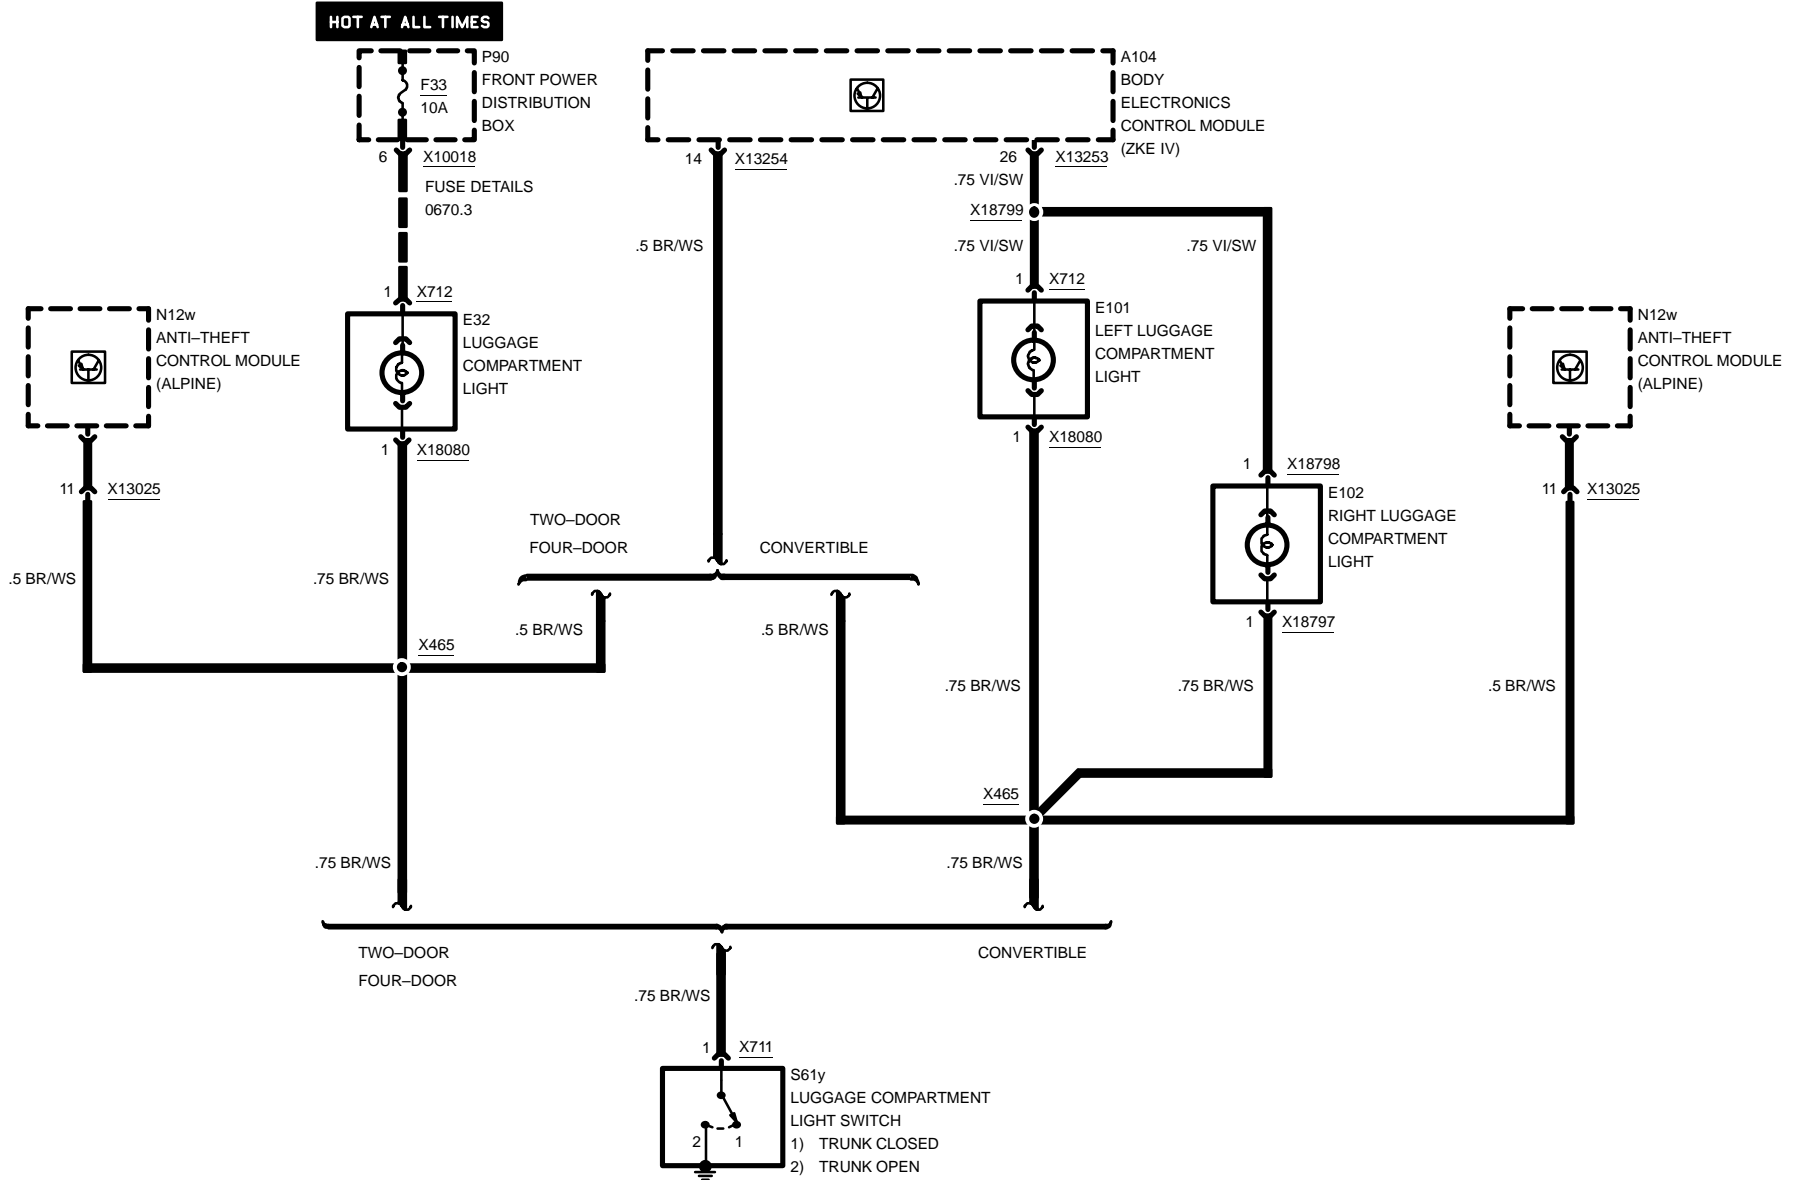 HOT AT ALL TIMES
F33
10A
P90
FRONT POWER
DISTRIBUTION
BOX
A104
BODY
ELECTRONICS
CONTROL MODULE
(ZKE IV)
6 X10018
FUSE DETAILS
0670.3
14 X13254
26 X13253
.75 VI/SW
X18799
.5 BR/WS
.75 VI/SW
.75 VI/SW
1 X712
1 X712
N12w
ANTI–THEFT
CONTROL MODULE
(ALPINE)
E32
LUGGAGE
COMPARTMENT
LIGHT
E101
LEFT LUGGAGE
COMPARTMENT
LIGHT
N12w
ANTI–THEFT
CONTROL MODULE
(ALPINE)
1 X18080
1 X18080
1 X18798
11 X13025
11 X13025
E102
RIGHT LUGGAGE
COMPARTMENT
LIGHT
TWO–DOOR
FOUR–DOOR
CONVERTIBLE
.5 BR/WS
.75 BR/WS
.5 BR/WS
.5 BR/WS
1 X18797
X465
.75 BR/WS
.75 BR/WS
.5 BR/WS
X465
.75 BR/WS
.75 BR/WS
TWO–DOOR
FOUR–DOOR
CONVERTIBLE
.75 BR/WS
1 X711
S61y
LUGGAGE COMPARTMENT
LIGHT SWITCH
1) TRUNK CLOSED
2) TRUNK OPEN
2 1